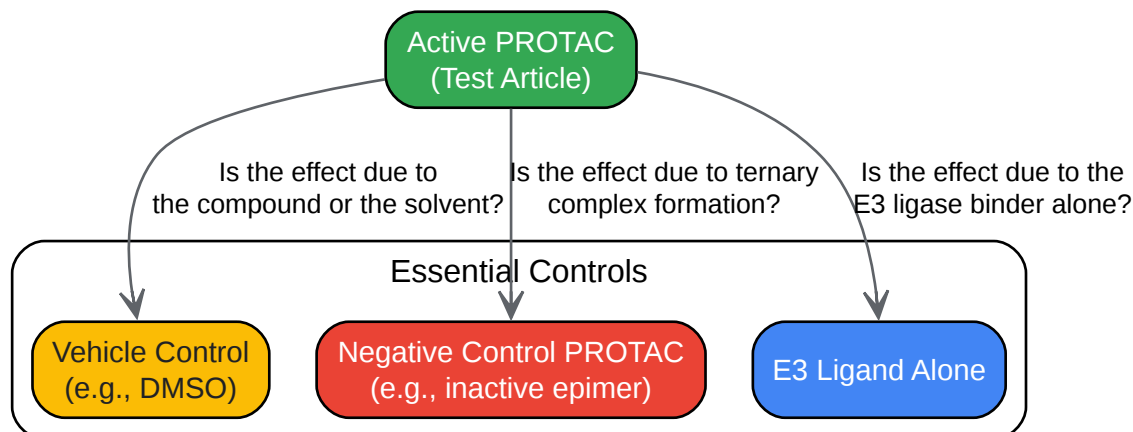 Active PROTAC
(Test Article)
Is the effect due to
the compound or the solvent?
Is the effect due to ternary
complex formation?
Is the effect due to the
E3 ligase binder alone?
Essential Controls
Vehicle Control
(e.g., DMSO)
Negative Control PROTAC
(e.g., inactive epimer)
E3 Ligand Alone